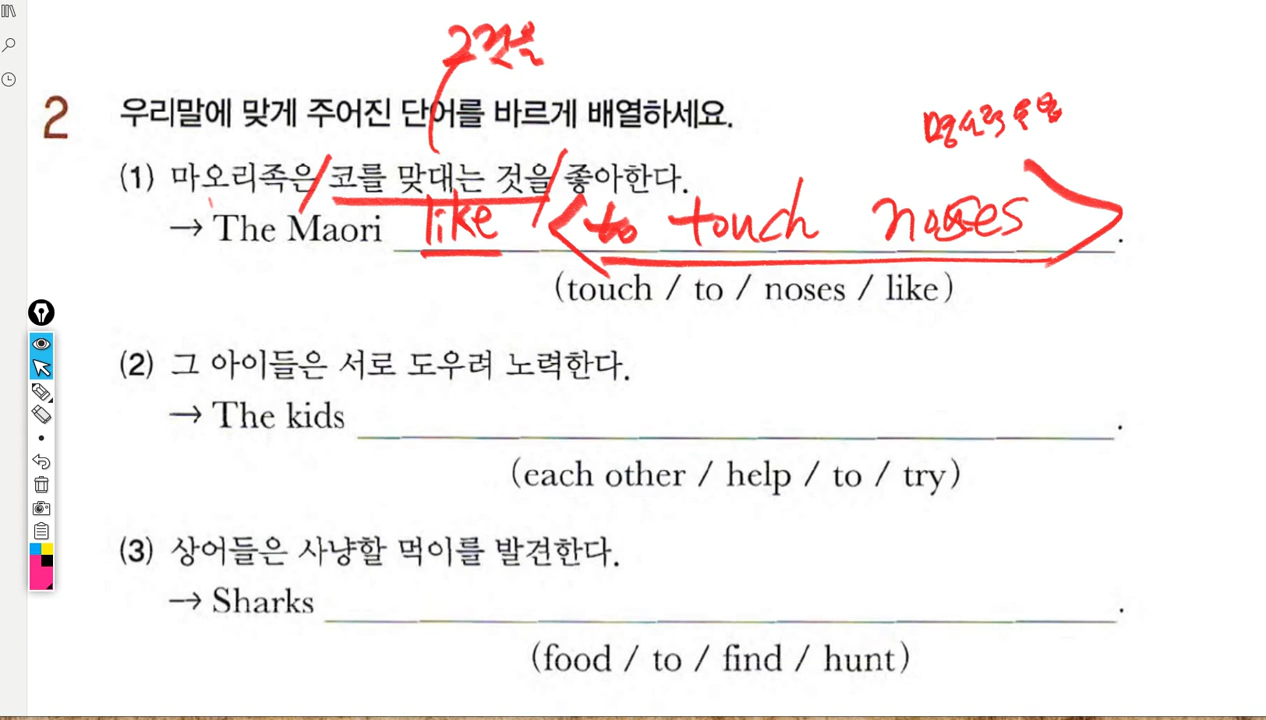 그것을
2 우리말에 맞게 주어진 단어를 바르게 배열하세요.
(1) 마오리족은 / 코를 맞대는 것을 / 좋아한다.
→ The Maori like <to touch noses>.
(touch / to / noses / like)
(2) 그 아이들은 서로 도우려 노력한다.
→ The kids .
(each other / help / to / try)
(3) 상어들은 사냥할 먹이를 발견한다.
→ Sharks .
(food / to / find / hunt)